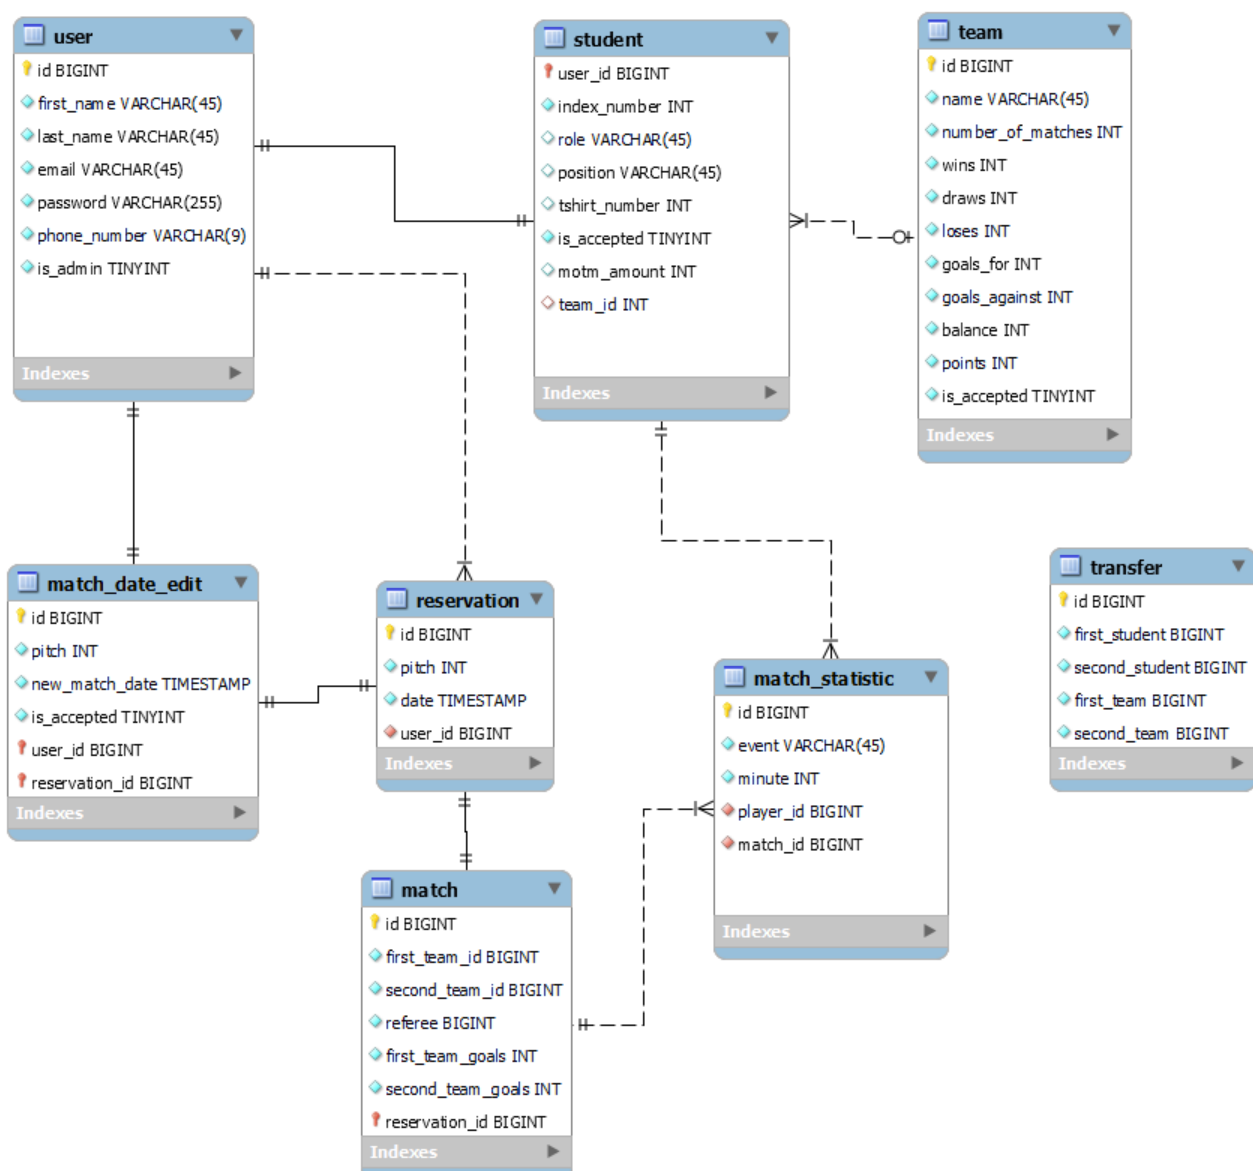 user
id BIGINT
first_name VARCHAR(45)
last_name VARCHAR(45)
email VARCHAR(45)
password VARCHAR(255)
phone_number VARCHAR(9)
is_admin TINYINT
Indexes
student
user_id BIGINT
index_number INT
role VARCHAR(45)
position VARCHAR(45)
tshirt_number INT
is_accepted TINYINT
motm_amount INT
team_id INT
Indexes
team
id BIGINT
name VARCHAR(45)
number_of_matches INT
wins INT
draws INT
loses INT
goals_for INT
goals_against INT
balance INT
points INT
is_accepted TINYINT
Indexes
match_date_edit
id BIGINT
pitch INT
new_match_date TIMESTAMP
is_accepted TINYINT
user_id BIGINT
reservation_id BIGINT
Indexes
reservation
id BIGINT
pitch INT
date TIMESTAMP
user_id BIGINT
Indexes
match_statistic
id BIGINT
event VARCHAR(45)
minute INT
player_id BIGINT
match_id BIGINT
Indexes
transfer
id BIGINT
first_student BIGINT
second_student BIGINT
first_team BIGINT
second_team BIGINT
Indexes
match
id BIGINT
first_team_id BIGINT
second_team_id BIGINT
referee BIGINT
first_team_goals INT
second_team_goals INT
reservation_id BIGINT
Indexes